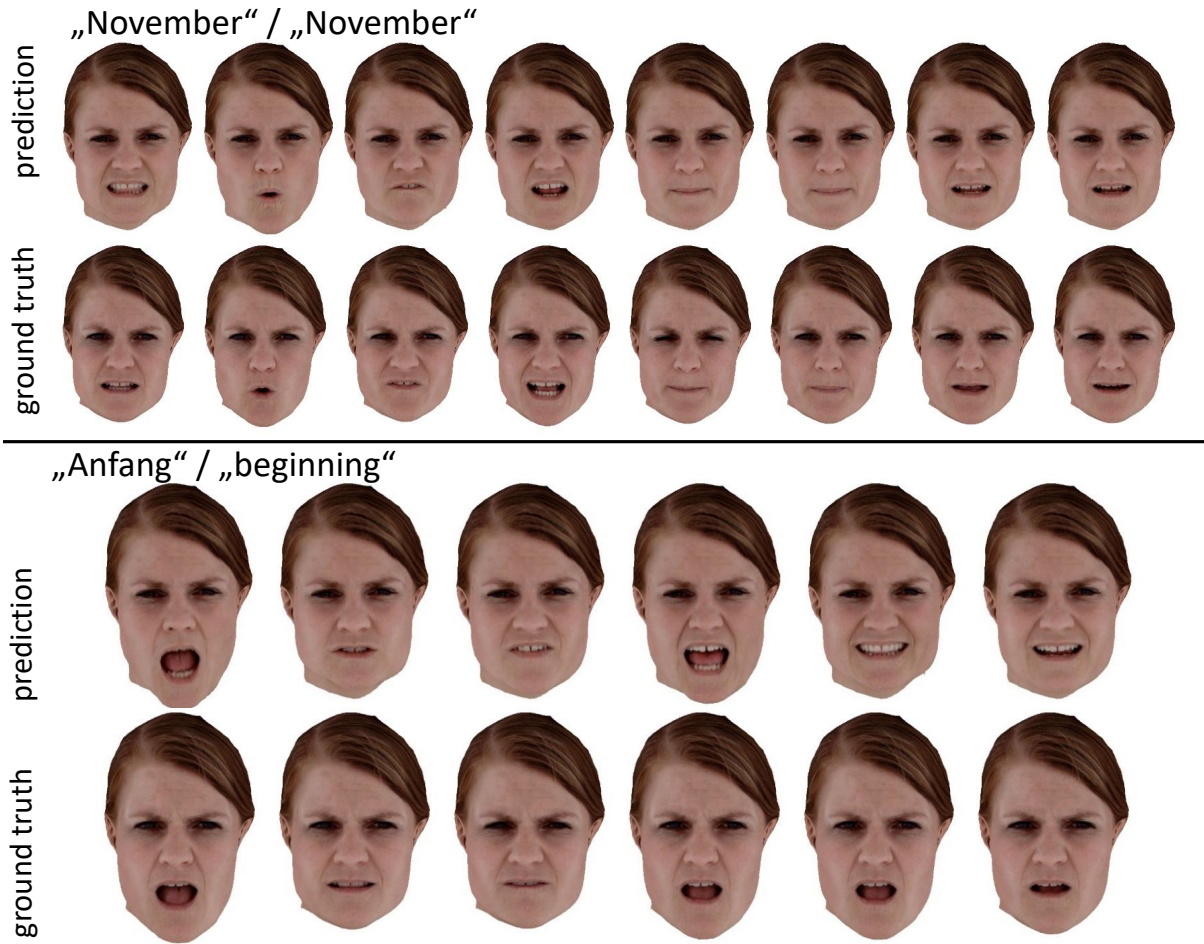 „November“ / „November“
prediction
ground truth
„Anfang“ / „beginning“
prediction
ground truth